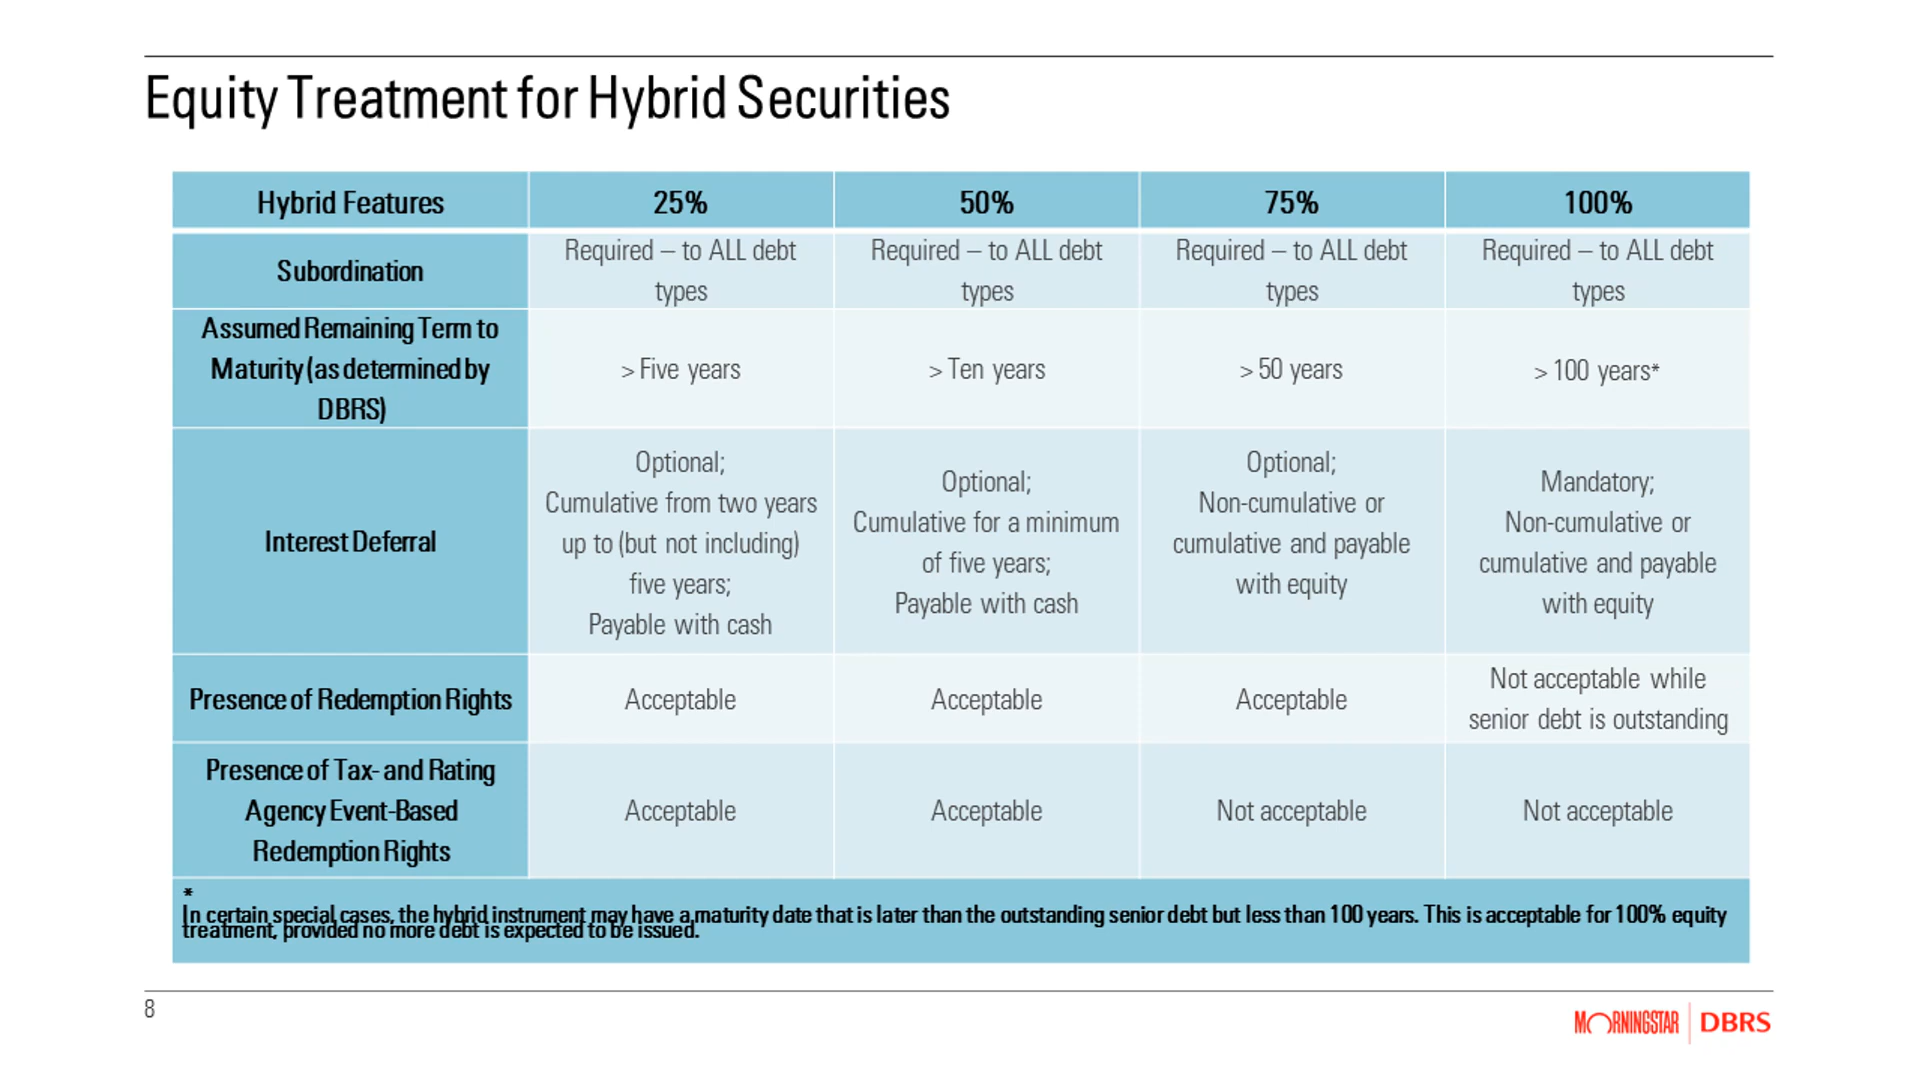 Equity Treatment for Hybrid Securities
Hybrid Features 25% 50% 75% 100%
Subordination
Required – to ALL debt
types
Required – to ALL debt
types
Required – to ALL debt
types
Required – to ALL debt
types
Assumed Remaining Term to
Maturity (as determined by
DBRS)
> Five years
> Ten years
> 50 years
> 100 years*
Interest Deferral
Optional;
Cumulative from two years
up to (but not including)
five years;
Payable with cash
Optional;
Cumulative for a minimum
of five years;
Payable with cash
Optional;
Non-cumulative or
cumulative and payable
with equity
Mandatory;
Non-cumulative or
cumulative and payable
with equity
Presence of Redemption Rights
Acceptable
Acceptable
Acceptable
Not acceptable while
senior debt is outstanding
Presence of Tax- and Rating
Agency Event-Based
Redemption Rights
Acceptable
Acceptable
Not acceptable
Not acceptable
*
In certain special cases, the hybrid instrument may have a maturity date that is later than the outstanding senior debt but less than 100 years. This is acceptable for 100% equity
treatment, provided no more debt is expected to be issued.
8
MORNINGSTAR DBRS